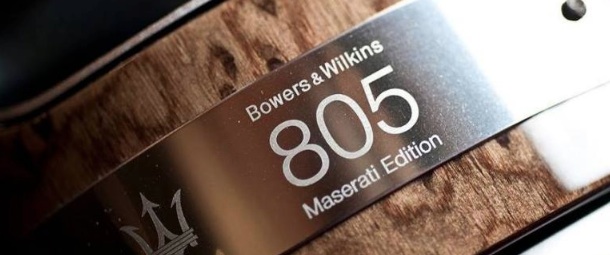 Bowers & Wilkins
805
Maserati Edition